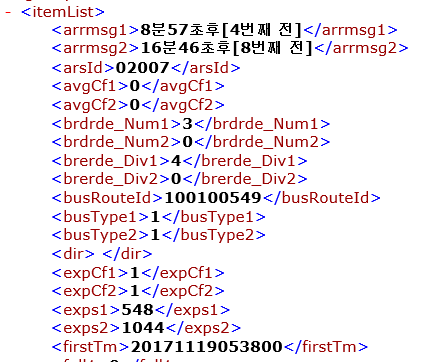 - <itemList>
<arrmsg1>8분57초후[4번째 전]</arrmsg1>
<arrmsg2>16분46초후[8번째 전]</arrmsg2>
<arsId>02007</arsId>
<avgCf1>0</avgCf1>
<avgCf2>0</avgCf2>
<brdrde_Num1>3</brdrde_Num1>
<brdrde_Num2>0</brdrde_Num2>
<brerde_Div1>4</brerde_Div1>
<brerde_Div2>0</brerde_Div2>
<busRouteId>100100549</busRouteId>
<busType1>1</busType1>
<busType2>1</busType2>
<dir> </dir>
<expCf1>1</expCf1>
<expCf2>1</expCf2>
<exps1>548</exps1>
<exps2>1044</exps2>
<firstTm>20171119053800</firstTm>